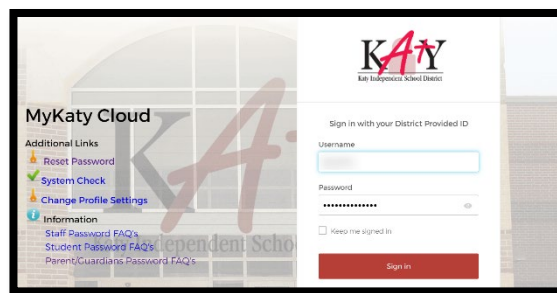 MyKaty Cloud
Additional Links
Reset Password
System Check
Change Profile Settings
Information
Staff Password FAQ's
Student Password FAQ's
Parent/Guardians Password FAQ's
KATY
Katy Independent School District
Sign in with your District Provided ID
Username
Password
••••••••••••••
Keep me signed in
Sign in